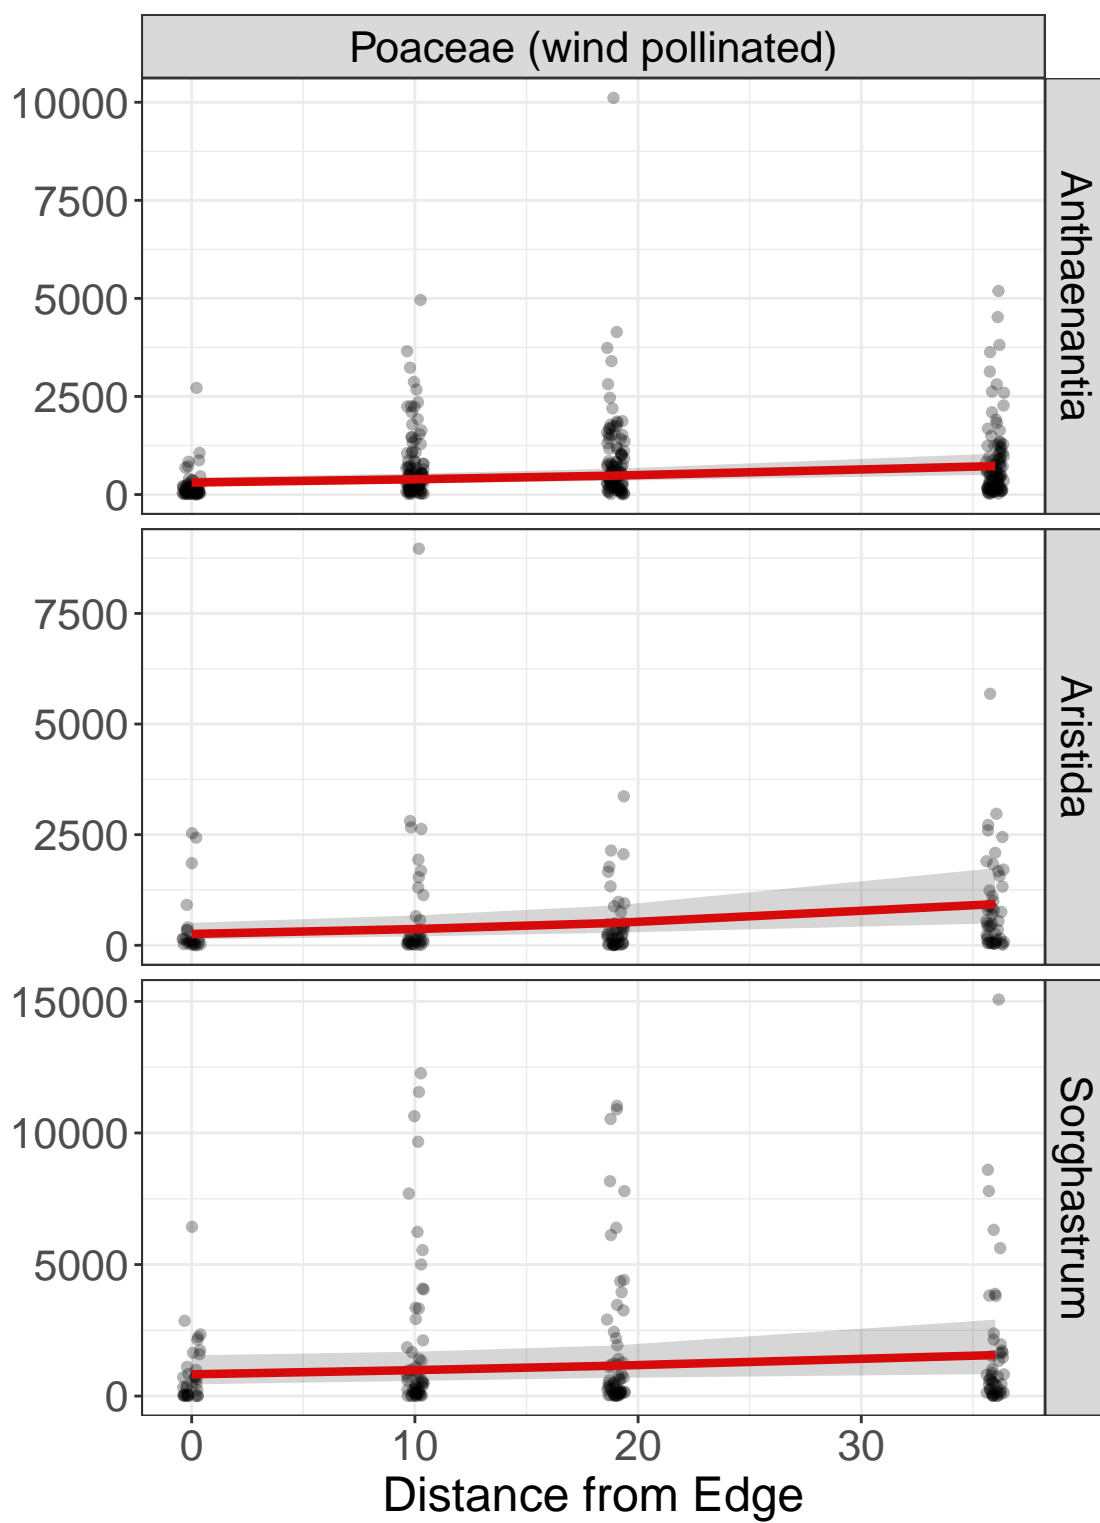 Poaceae (wind pollinated)
10000
7500
5000
2500
0
Anthaenantia
7500
5000
2500
0
Aristida
15000
10000
5000
0
Sorghastrum
0 10 20 30
Distance from Edge